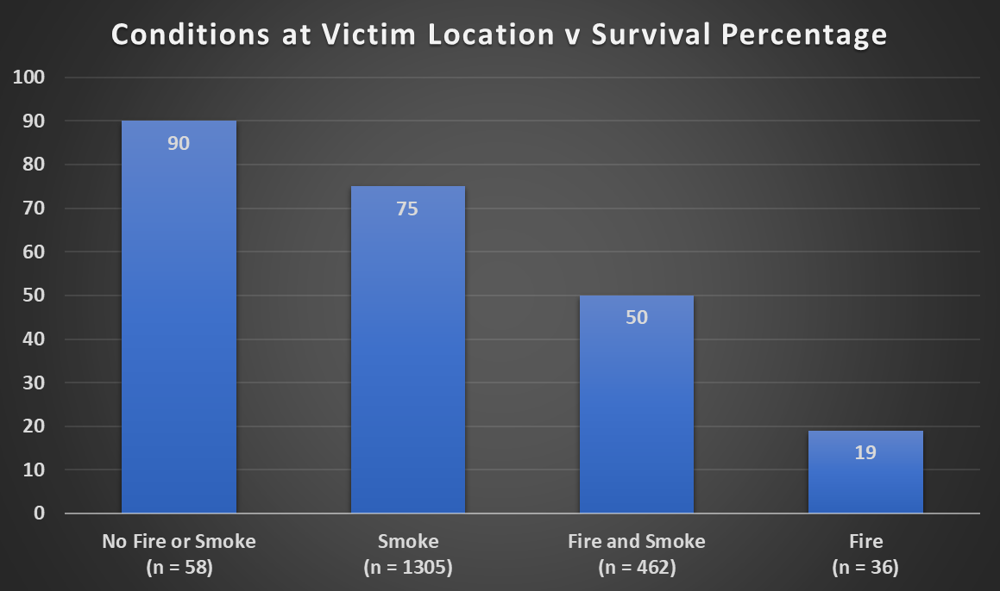 Conditions at Victim Location v Survival Percentage
100
90
80
70
60
50
40
30
20
10
0
90
75
50
19
No Fire or Smoke
(n = 58)
Smoke
(n = 1305)
Fire and Smoke
(n = 462)
Fire
(n = 36)